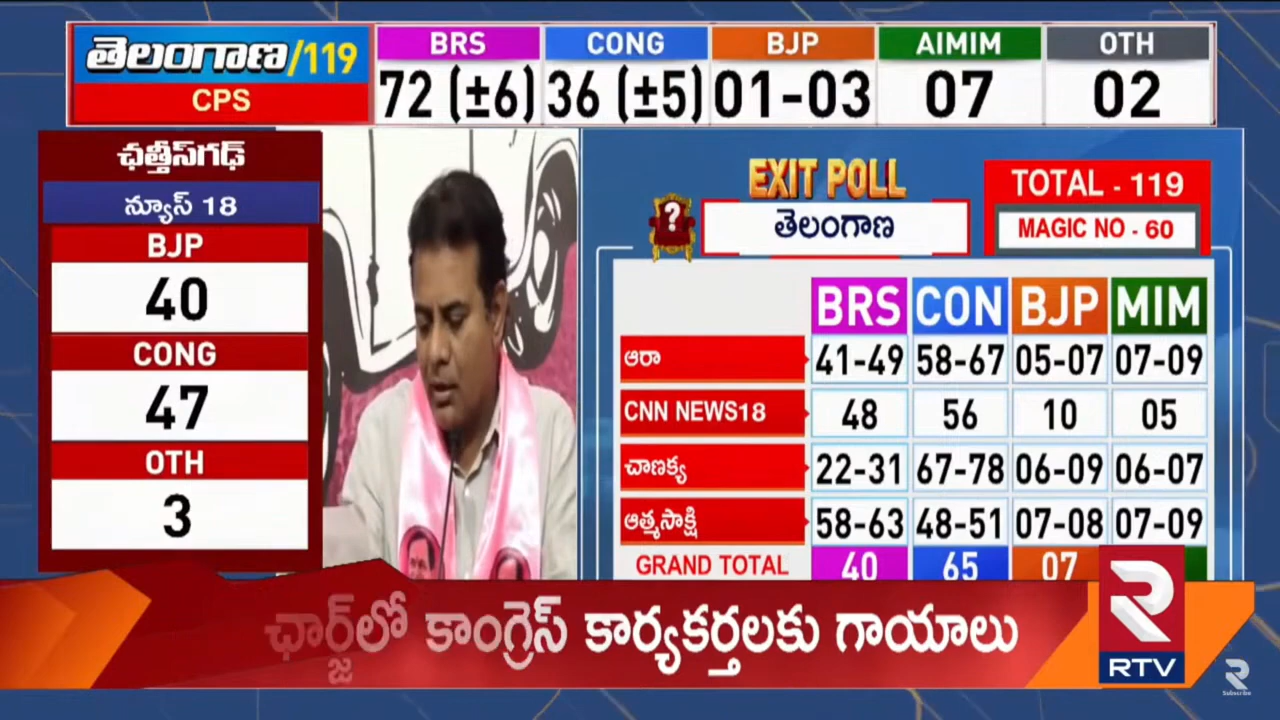 తెలంగాణ/119
CPS
BRS
72 (±6)
CONG
36 (±5)
BJP
01-03
AIMIM
07
OTH
02
ఛత్తీస్‌గఢ్
న్యూస్ 18
BJP
40
CONG
47
OTH
3
EXIT POLL
?
తెలంగాణ
TOTAL - 119
MAGIC NO - 60
BRS CON BJP MIM
ఆరా 41-49 58-67 05-07 07-09
CNN NEWS18 48 56 10 05
చాణక్య 22-31 67-78 06-09 06-07
ఆత్మసాక్షి 58-63 48-51 07-08 07-09
GRAND TOTAL 40 65 07
ఛార్జ్‌లో కాంగ్రెస్ కార్యకర్తలకు గాయాలు
R
RTV
R
Subscribe